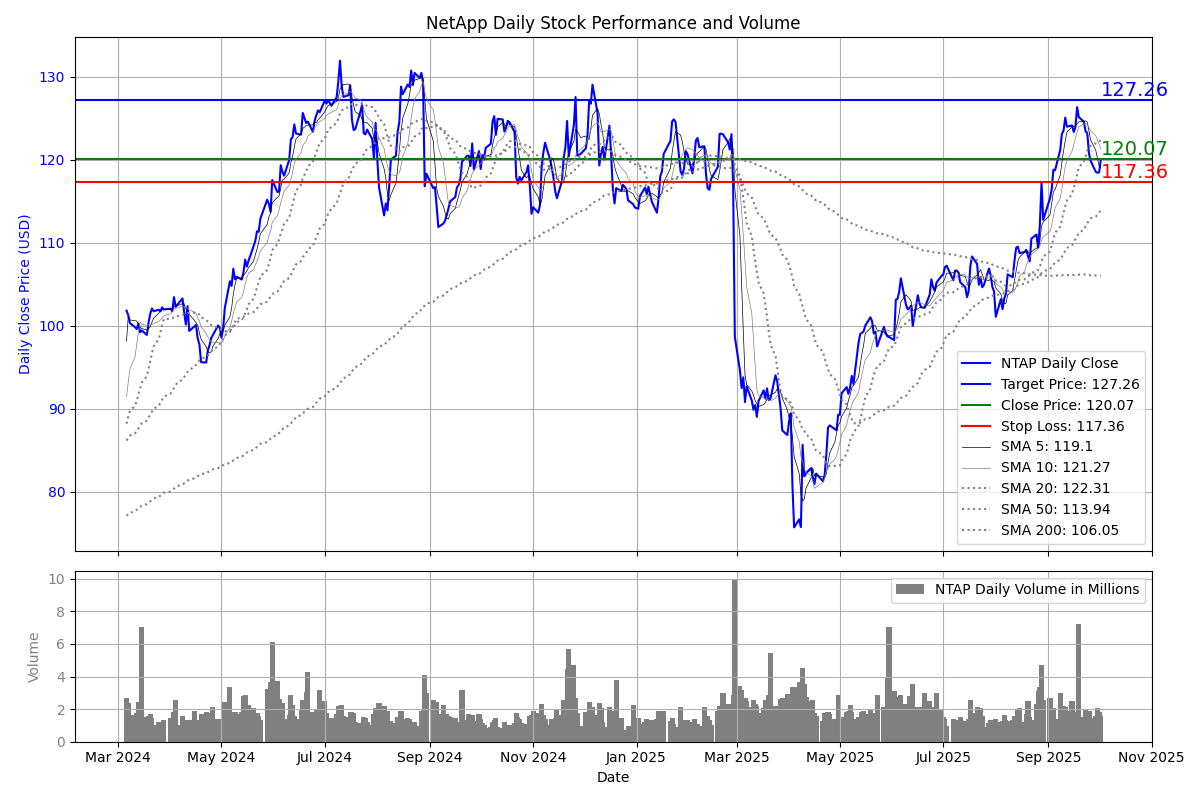 NetApp Daily Stock Performance and Volume
Daily Close Price (USD)
130
120
110
100
90
80
127.26
120.07
117.36
NTAP Daily Close
Target Price: 127.26
Close Price: 120.07
Stop Loss: 117.36
SMA 5: 119.1
SMA 10: 121.27
SMA 20: 122.31
SMA 50: 113.94
SMA 200: 106.05
Volume
10
8
6
4
2
0
NTAP Daily Volume in Millions
Mar 2024 May 2024 Jul 2024 Sep 2024 Nov 2024 Jan 2025 Mar 2025 May 2025 Jul 2025 Sep 2025 Nov 2025
Date